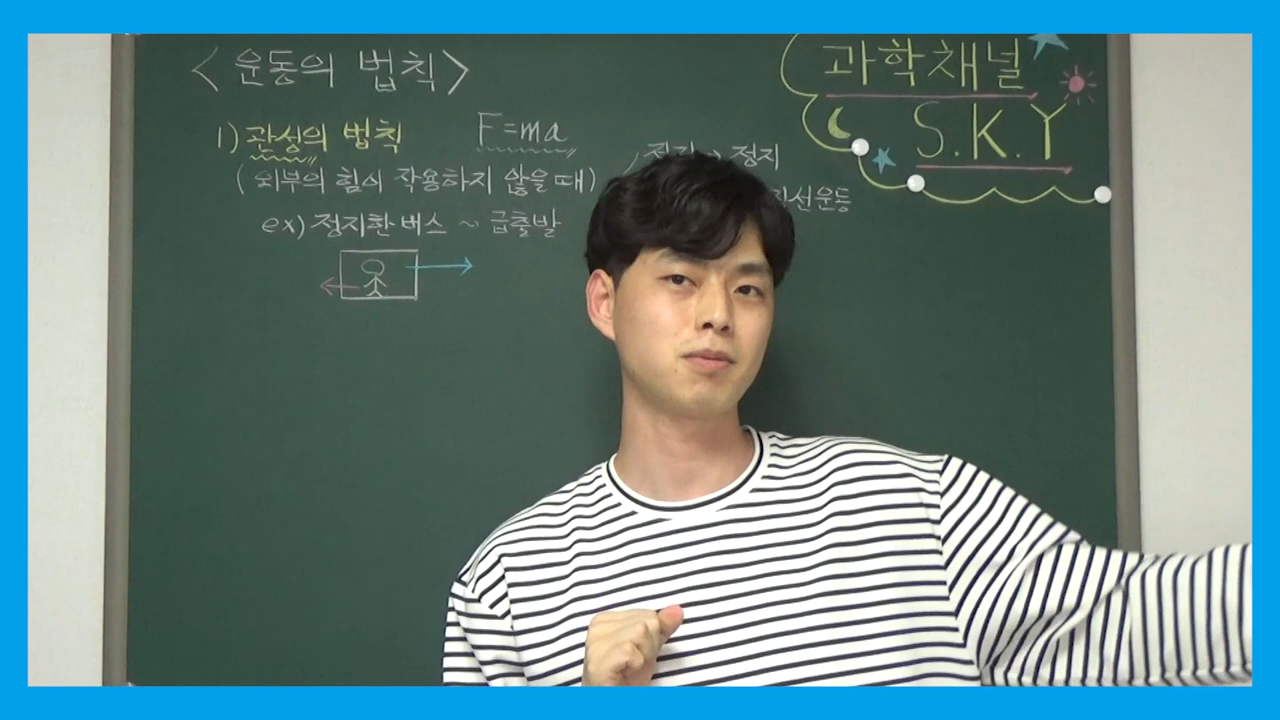 <운동의 법칙>
1) 관성의 법칙
F=ma
(외부의 힘이 작용하지 않을 때)
정지
선운동
ex) 정지한 버스 ~ 급출발
과학채널
S.K.Y